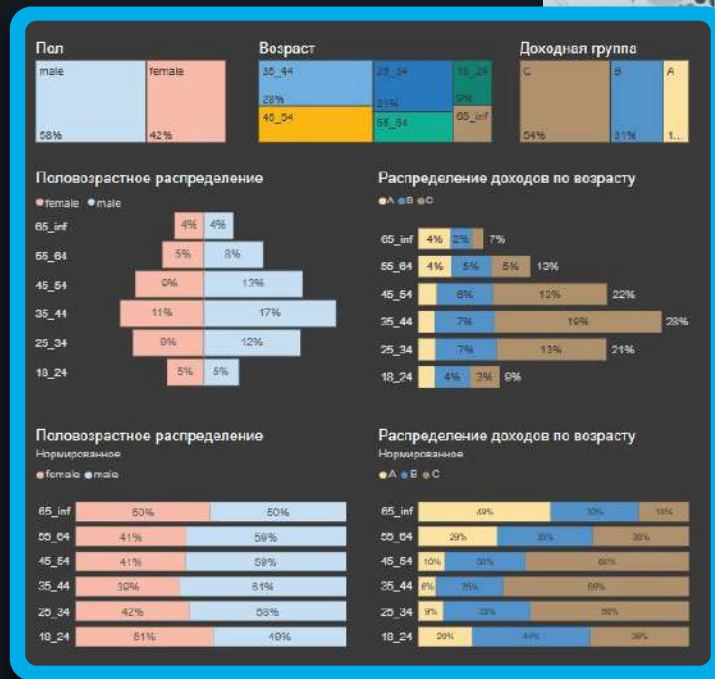 Пол
male
female
58%
42%
Возраст
35_44
28%
25_34
21%
18_24
9%
45_54
55_64
65_inf
Доходная группа
C
B
A
54%
31%
1...
Половозрастное распределение
female male
65_inf 4% 4%
55_64 5% 8%
45_54 9% 13%
35_44 11% 17%
25_34 9% 12%
18_24 5% 5%
Распределение доходов по возрасту
A B C
65_inf 4% 2% 7%
55_64 4% 5% 5% 13%
45_54 6% 13% 22%
35_44 7% 19% 28%
25_34 7% 13% 21%
18_24 4% 3% 9%
Половозрастное распределение
Нормированное
female male
65_inf 50% 50%
55_64 41% 59%
45_54 41% 59%
35_44 39% 61%
25_34 42% 58%
18_24 51% 49%
Распределение доходов по возрасту
Нормированное
A B C
65_inf 49%
55_64 29%
45_54 10%
35_44 6%
25_34 9%
18_24 20%